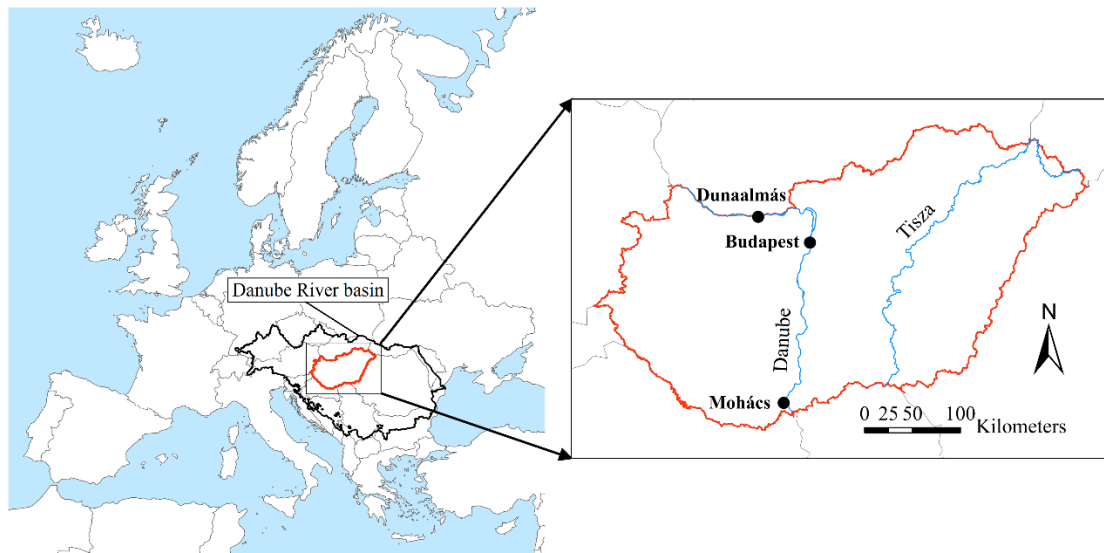 Danube River basin
Dunaalmás
Budapest
Tisza
Danube
Mohács
N
0 25 50 100
Kilometers